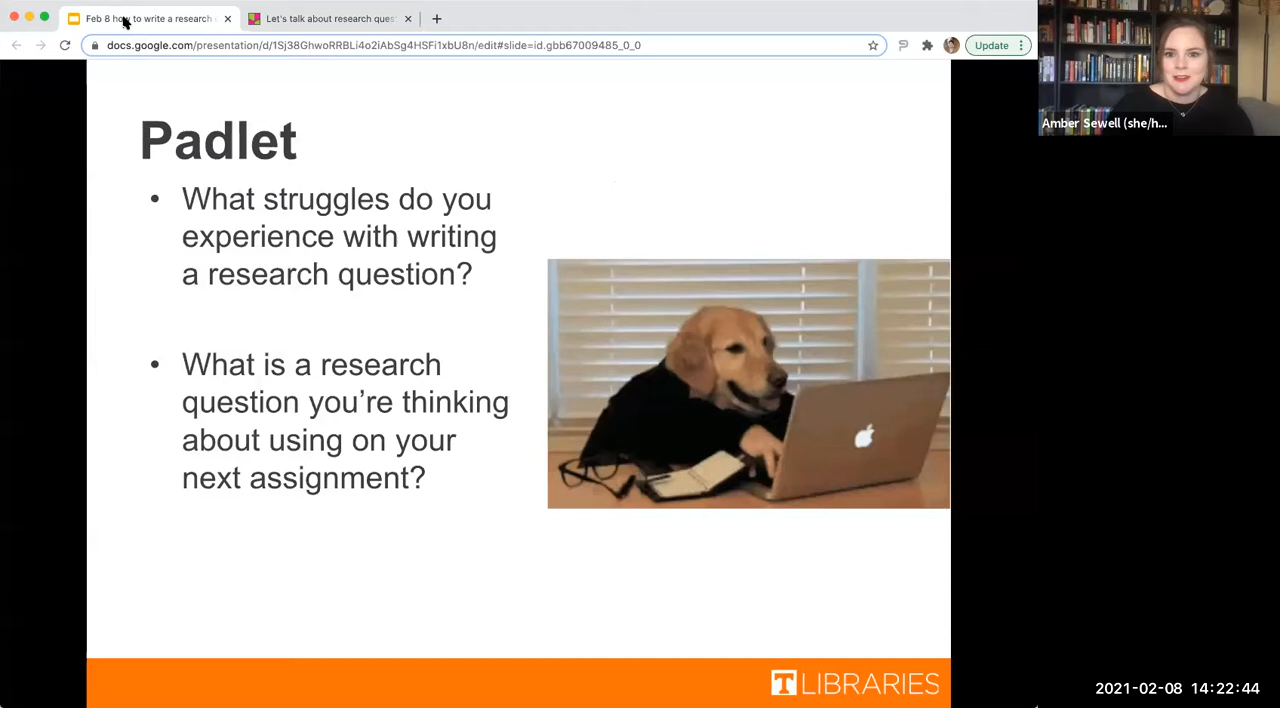 Feb 8 how to write a research
Let's talk about research ques
docs.google.com/presentation/d/1Sj38GhwoRRBLi4o2iAbSg4HSFi1xbU8n/edit#slide=id.gbb67009485_0_0
Update
Amber Sewell (she/h...
Padlet
• What struggles do you
experience with writing
a research question?
• What is a research
question you're thinking
about using on your
next assignment?
T LIBRARIES
2021-02-08 14:22:44